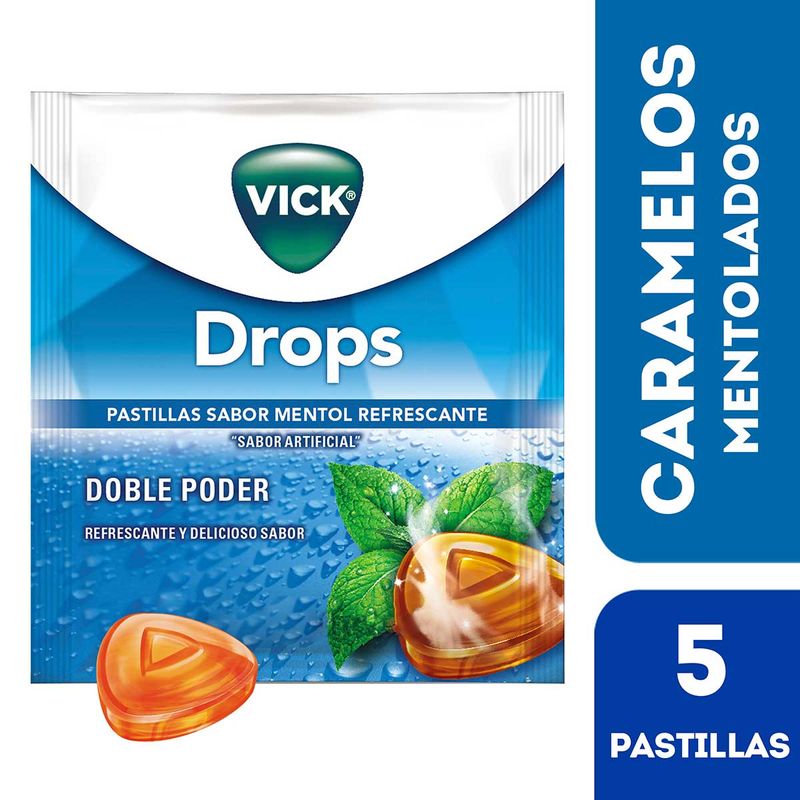 VICK®
Drops
PASTILLAS SABOR MENTOL REFRESCANTE
"SABOR ARTIFICIAL"
DOBLE PODER
REFRESCANTE Y DELICIOSO SABOR
CARAMELOS
MENTOLADOS
5
PASTILLAS